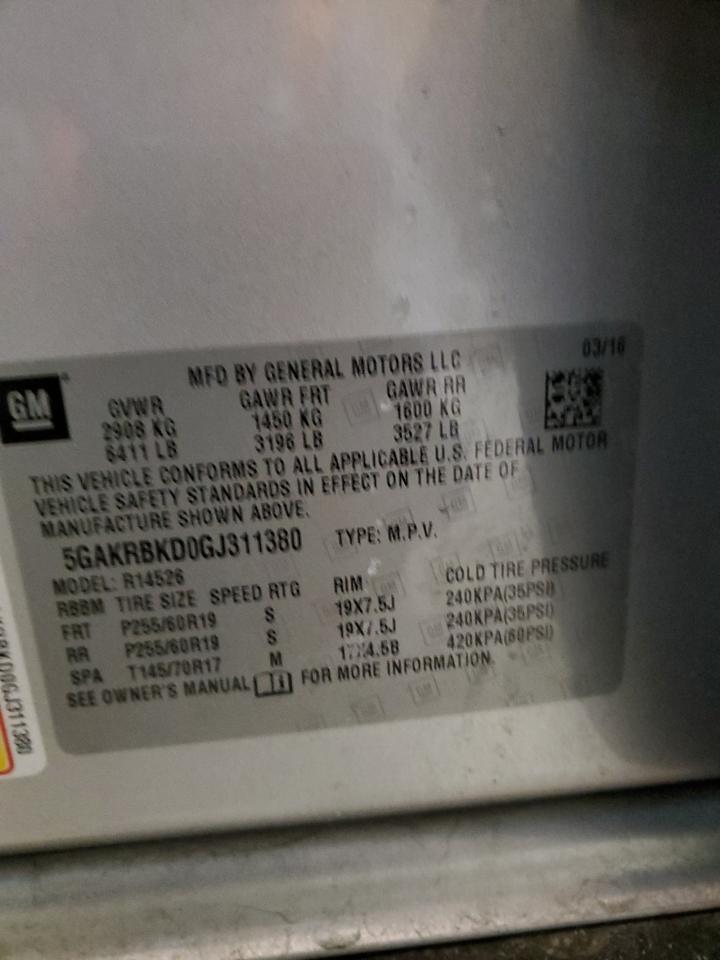 MFD BY GENERAL MOTORS LLC 03/16
GM
GVWR GAWR FRT GAWR RR
2908 KG 1450 KG 1600 KG
6411 LB 3196 LB 3527 LB
THIS VEHICLE CONFORMS TO ALL APPLICABLE U.S. FEDERAL MOTOR
VEHICLE SAFETY STANDARDS IN EFFECT ON THE DATE OF
MANUFACTURE SHOWN ABOVE.
5GAKRBKD0GJ311380 TYPE: M.P.V.
MODEL: R14526
RBBM TIRE SIZE SPEED RTG RIM COLD TIRE PRESSURE
FRT P255/60R19 S 19X7.5J 240KPA(35PSI)
RR P255/60R19 S 19X7.5J 240KPA(35PSI)
SPA T145/70R17 M 420KPA(60PSI)
SEE OWNER'S MANUAL FOR MORE INFORMATION.